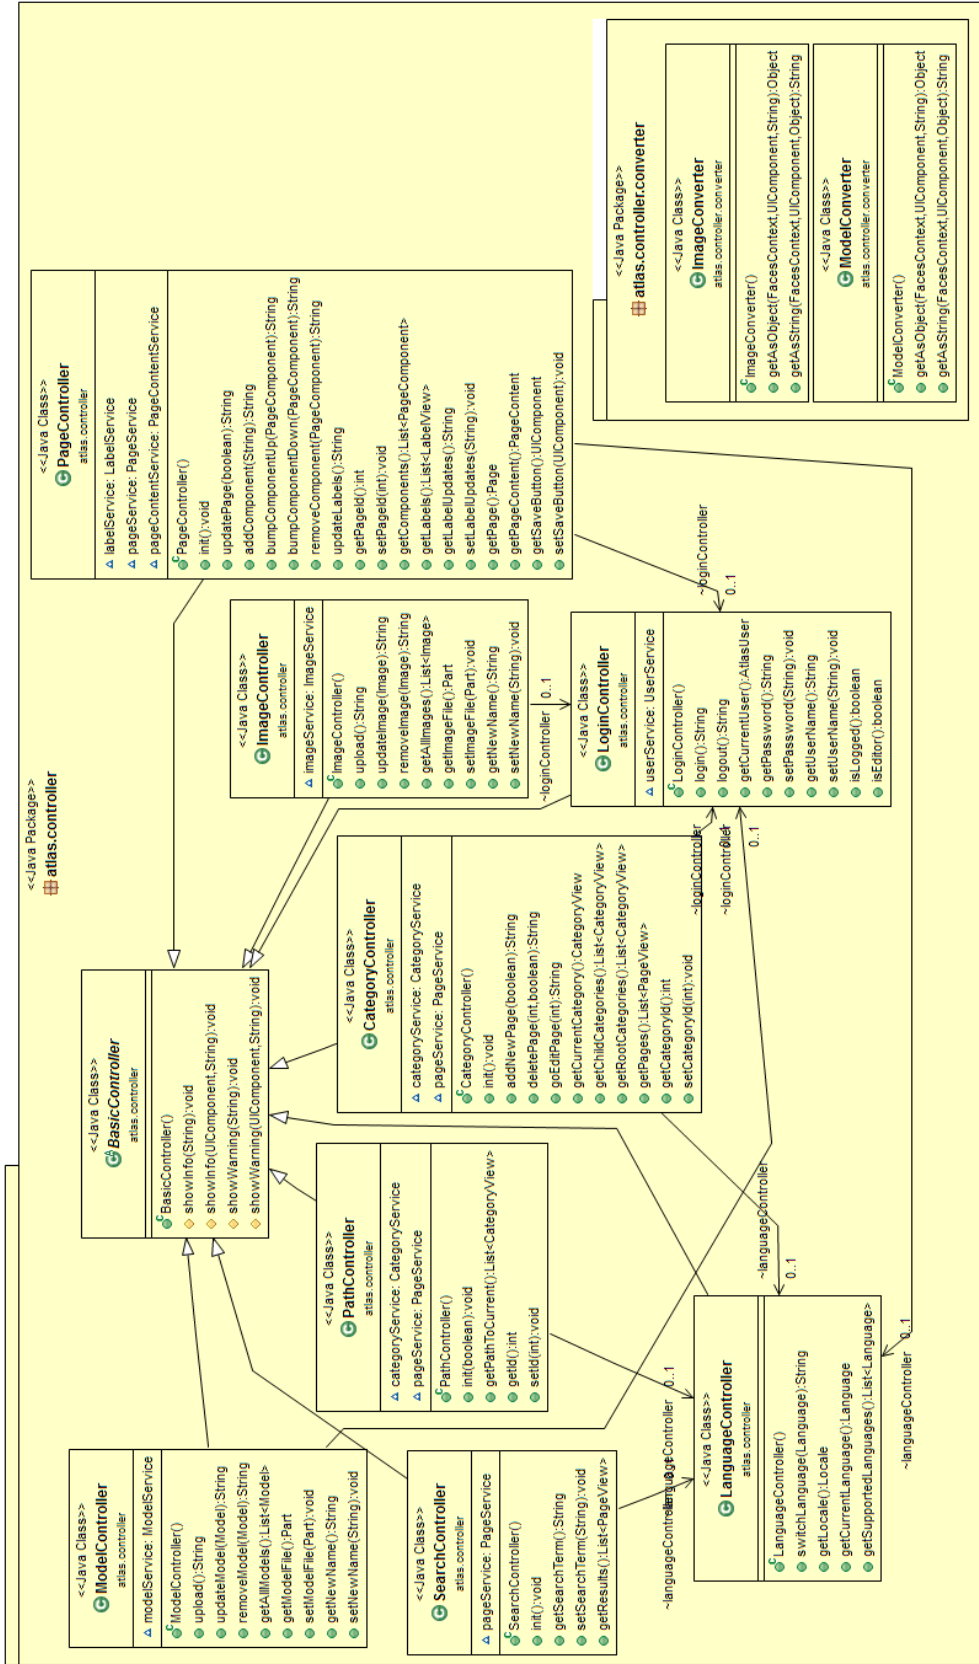 <<Java Package>>
atlas.controller
<<Java Class>>
ModelController
atlas.controller
modelService: ModelService
ModelController()
upload():String
updateModel(Model):String
removeModel(Model):String
getAllModels():List<Model>
getModelFile():Part
setModelFile(Part):void
getNewName():String
setNewName(String):void
<<Java Class>>
BasicController
atlas.controller
BasicController()
showInfo(String):void
showInfo(UIComponent,String):void
showWarning(String):void
showWarning(UIComponent,String):void
<<Java Class>>
PageController
atlas.controller
labelService: LabelService
pageService: PageService
pageContentService: PageContentService
PageController()
init():void
updatePage(boolean):String
addComponent(String):String
bumpComponentUp(PageComponent):String
bumpComponentDown(PageComponent):String
removeComponent(PageComponent):String
updateLabels():String
getPageId():int
setPageId(int):void
getComponents():List<PageComponent>
getLabels():List<LabelView>
getLabelUpdates():String
setLabelUpdates(String):void
getPage():Page
getPageContent():PageContent
getSaveButton():UIComponent
setSaveButton(UIComponent):void
<<Java Class>>
SearchController
atlas.controller
pageService: PageService
SearchController()
init():void
getSearchTerm():String
setSearchTerm(String):void
getResults():List<PageView>
<<Java Class>>
PathController
atlas.controller
categoryService: CategoryService
pageService: PageService
PathController()
init(boolean):void
getPathToCurrent():List<CategoryView>
getId():int
setId(int):void
<<Java Class>>
CategoryController
atlas.controller
categoryService: CategoryService
pageService: PageService
CategoryController()
init():void
addNewPage(boolean):String
deletePage(int,boolean):String
goEditPage(int):String
getCurrentCategory():CategoryView
getChildCategories():List<CategoryView>
getRootCategories():List<CategoryView>
getPages():List<PageView>
getCategoryId():int
setCategoryId(int):void
<<Java Class>>
ImageController
atlas.controller
imageService: ImageService
ImageController()
upload():String
updateImage(Image):String
removeImage(Image):String
getAllImages():List<Image>
getImageFile():Part
setImageFile(Part):void
getNewName():String
setNewName(String):void
~loginController
0..1
<<Java Class>>
LoginController
atlas.controller
userService: UserService
LoginController()
login():String
logout():String
getCurrentUser():AtlasUser
getPassword():String
setPassword(String):void
getUserName():String
setUserName(String):void
isLogged():boolean
isEditor():boolean
~loginController
0..1
~loginController
0..1
~loginController
0..1
<<Java Class>>
LanguageController
atlas.controller
LanguageController()
switchLanguage(Language):String
getLocale():Locale
getCurrentLanguage():Language
getSupportedLanguages():List<Language>
~languageController
~languageController
0..1
~languageController
0..1
~languageController
0..1
<<Java Package>>
atlas.controller.converter
<<Java Class>>
ImageConverter
atlas.controller.converter
ImageConverter()
getAsObject(FacesContext,UIComponent,String):Object
getAsString(FacesContext,UIComponent,Object):String
<<Java Class>>
ModelConverter
atlas.controller.converter
ModelConverter()
getAsObject(FacesContext,UIComponent,String):Object
getAsString(FacesContext,UIComponent,Object):String